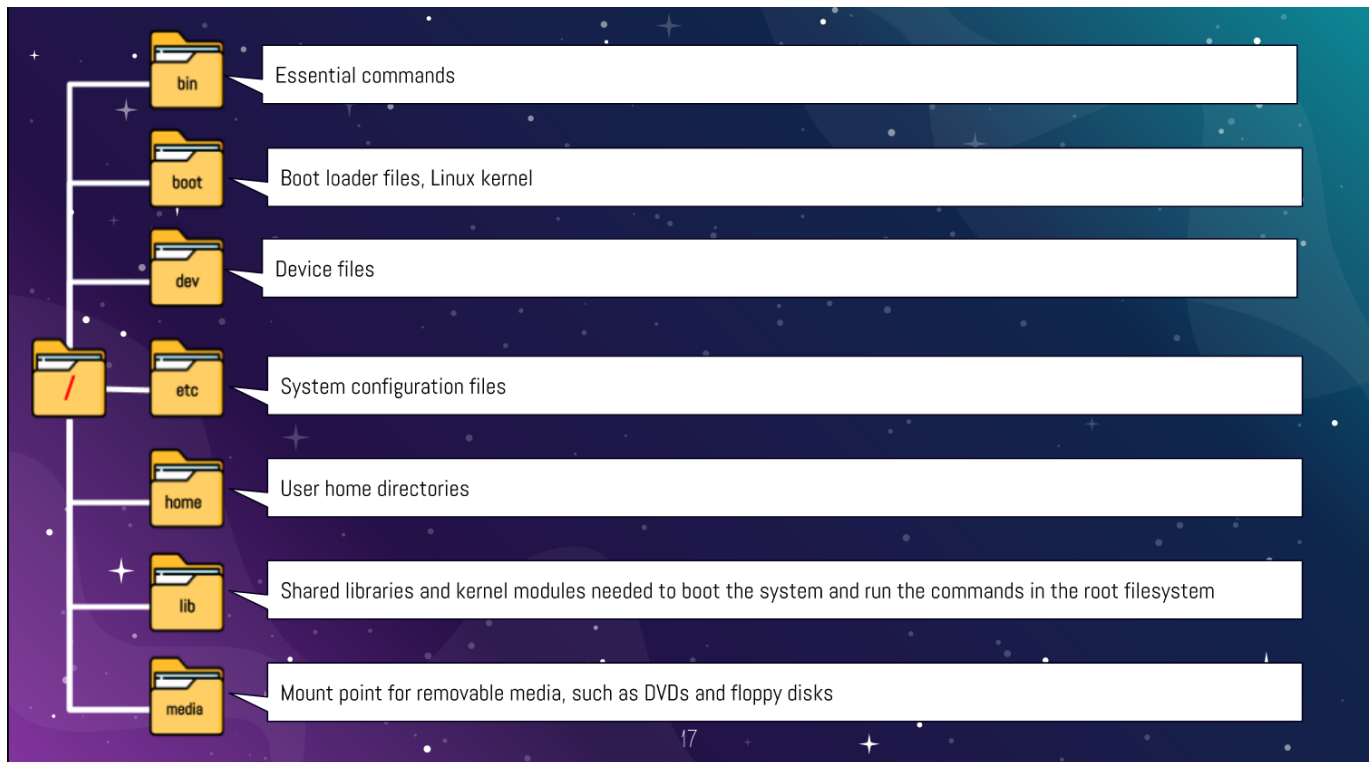 bin
Essential commands
boot
Boot loader files, Linux kernel
dev
Device files
/
etc
System configuration files
home
User home directories
lib
Shared libraries and kernel modules needed to boot the system and run the commands in the root filesystem
media
Mount point for removable media, such as DVDs and floppy disks
17